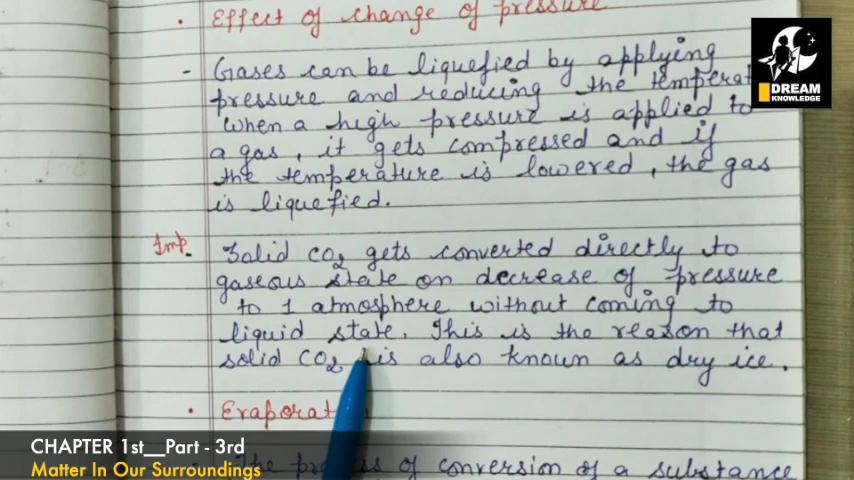 • Effect of change of pressure
DREAM
KNOWLEDGE
- Gases can be liquefied by applying
pressure and reducing the temperat
When a high pressure is applied to
a gas, it gets compressed and if
the temperature is lowered, the gas
is liquefied.
Imp. Solid CO2 gets converted directly to
gaseous state on decrease of pressure
to 1 atmosphere without coming to
liquid state. This is the reason that
solid CO2 is also known as dry ice.
• Evaporat
CHAPTER 1st__Part - 3rd
Matter In Our Surroundings
The process of conversion of a substance